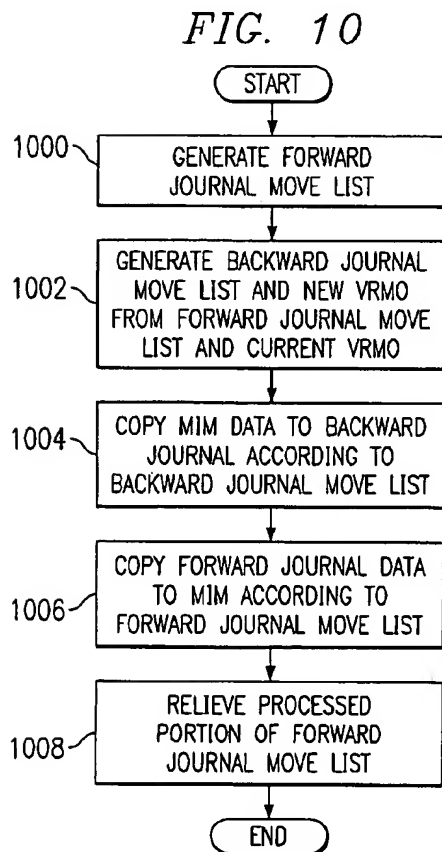 FIG. 10
START
1000
GENERATE FORWARD
JOURNAL MOVE LIST
1002
GENERATE BACKWARD JOURNAL
MOVE LIST AND NEW VRMO
FROM FORWARD JOURNAL MOVE
LIST AND CURRENT VRMO
1004
COPY MIM DATA TO BACKWARD
JOURNAL ACCORDING TO
BACKWARD JOURNAL MOVE LIST
1006
COPY FORWARD JOURNAL DATA
TO MIM ACCORDING TO
FORWARD JOURNAL MOVE LIST
1008
RELIEVE PROCESSED
PORTION OF FORWARD
JOURNAL MOVE LIST
END